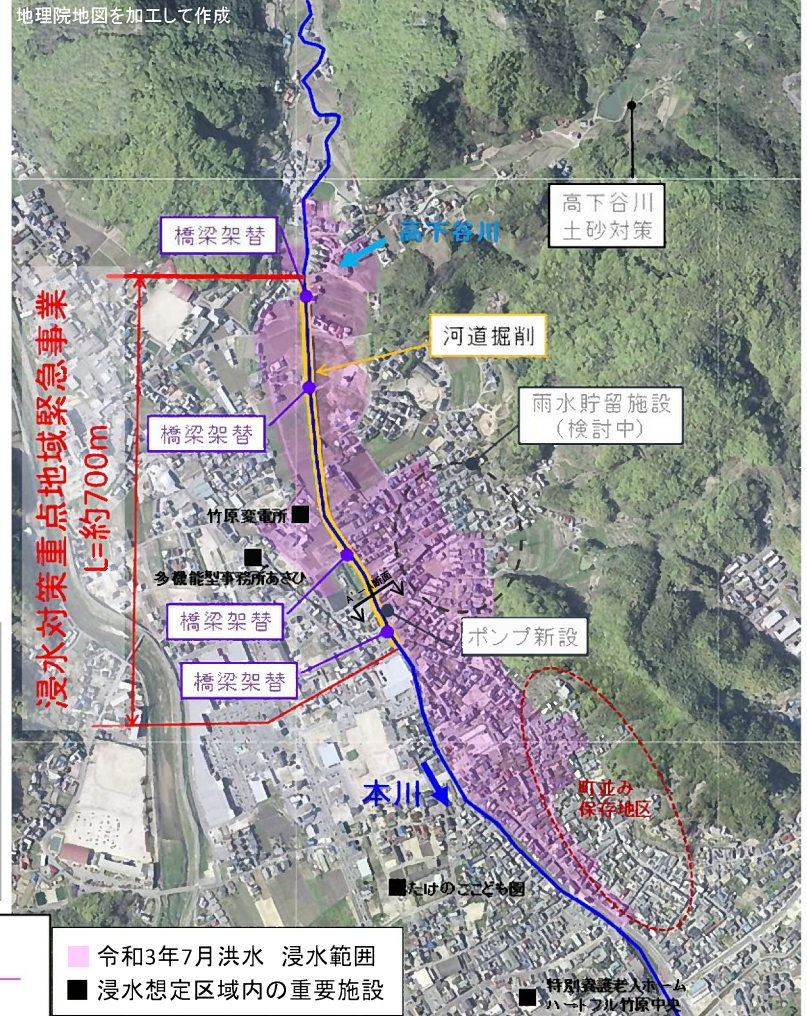 地理院地図を加工して作成
高下谷川
土砂対策
橋梁架替
高下谷川
浸水対策重点地域緊急事業
L=約700m
河道掘削
雨水貯留施設
(検討中)
橋梁架替
竹原変電所
多機能型事務所あさひ
A'-A断面
橋梁架替
ポンプ新設
橋梁架替
町並み
保存地区
本川
たけのここども園
令和3年7月洪水 浸水範囲
浸水想定区域内の重要施設
特別養護老人ホーム
ハートフル竹原中央